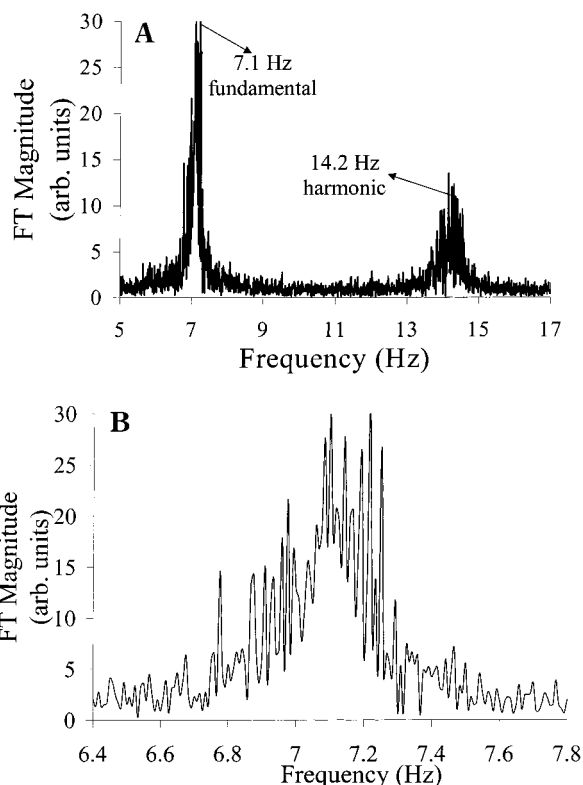 A
30
25
20
15
10
5
0
FT Magnitude
(arb. units)
7.1 Hz
fundamental
14.2 Hz
harmonic
5 7 9 11 13 15 17
Frequency (Hz)
B
30
25
20
15
10
5
0
FT Magnitude
(arb. units)
6.4 6.6 6.8 7 7.2 7.4 7.6 7.8
Frequency (Hz)